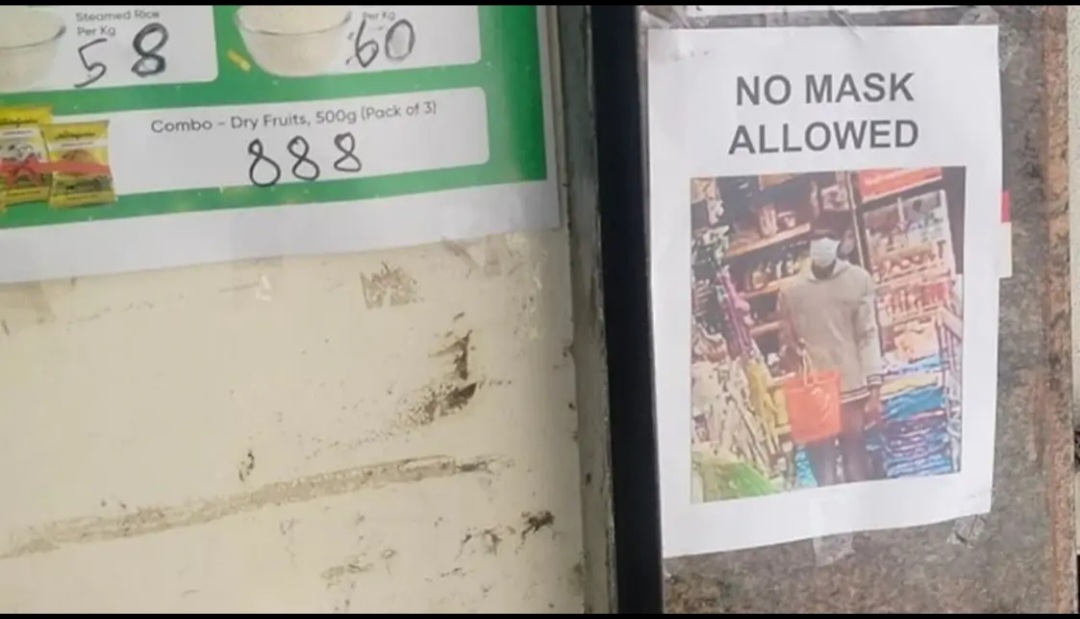 Steamed Rice
Per Kg
58
Per Kg
60
Combo - Dry Fruits, 500g (Pack of 3)
888
NO MASK
ALLOWED